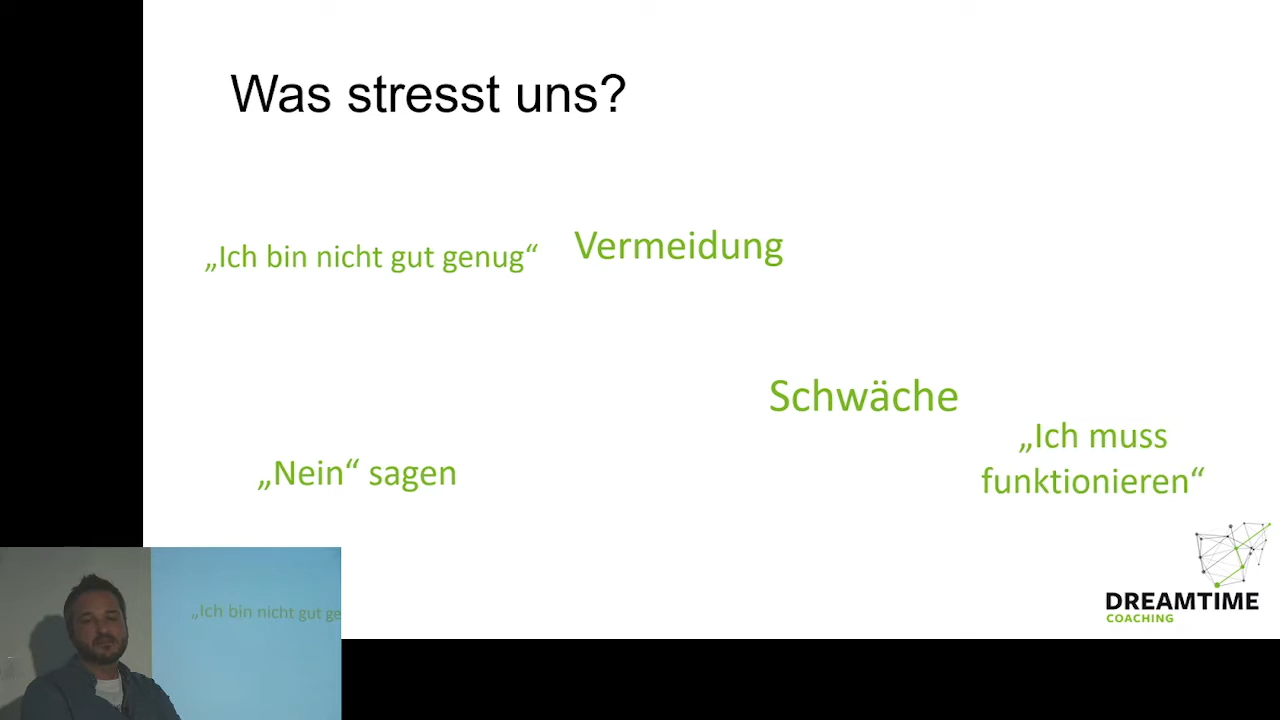 Was stresst uns?
„Ich bin nicht gut genug“
Vermeidung
Schwäche
„Ich muss
funktionieren“
„Nein“ sagen
DREAMTIME
COACHING
„Ich bin nicht gut ge